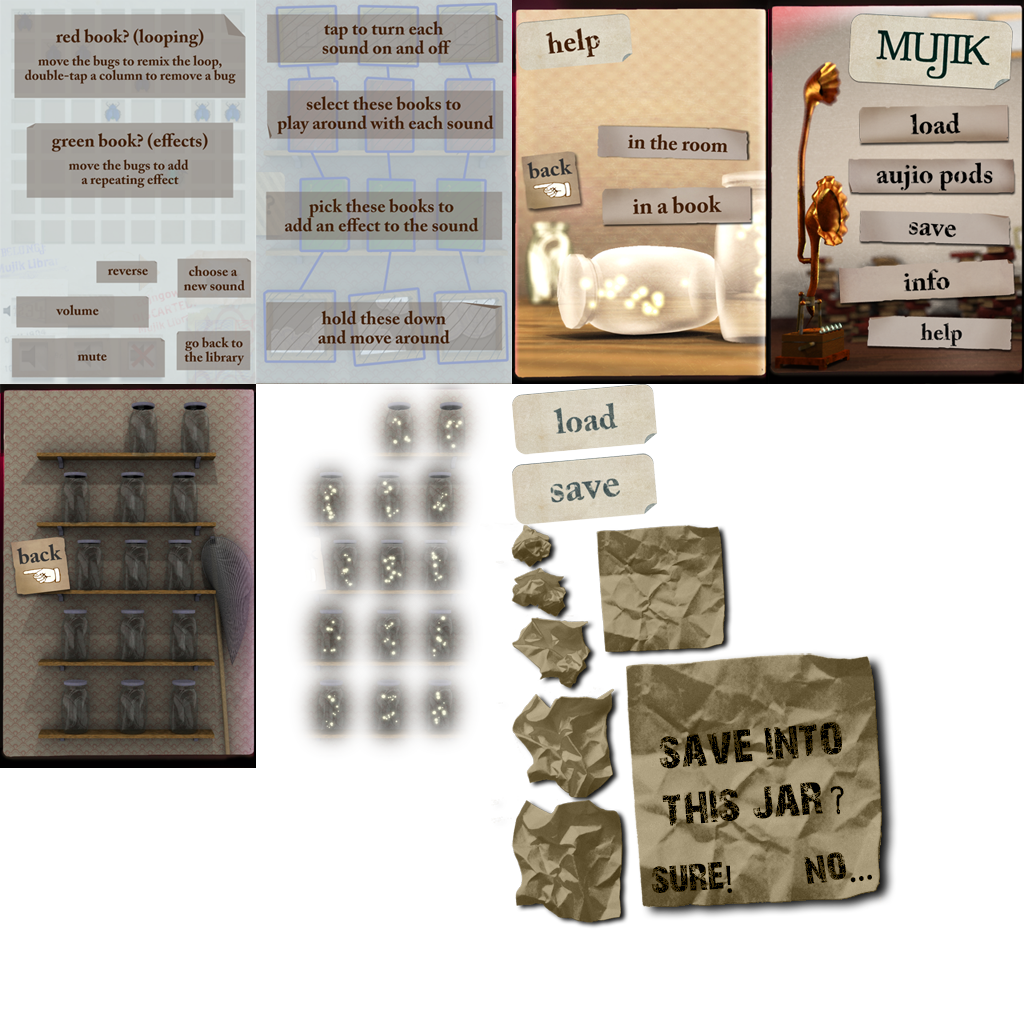 red book? (looping)
move the bugs to remix the loop,
double-tap a column to remove a bug
green book? (effects)
move the bugs to add
a repeating effect
reverse
choose a
new sound
volume
mute
go back to
the library
tap to turn each
sound on and off
select these books to
play around with each sound
pick these books to
add an effect to the sound
hold these down
and move around
help
in the room
back
in a book
MUJIK
load
aujio pods
save
info
help
back
load
save
SAVE INTO
THIS JAR?
SURE!
NO...